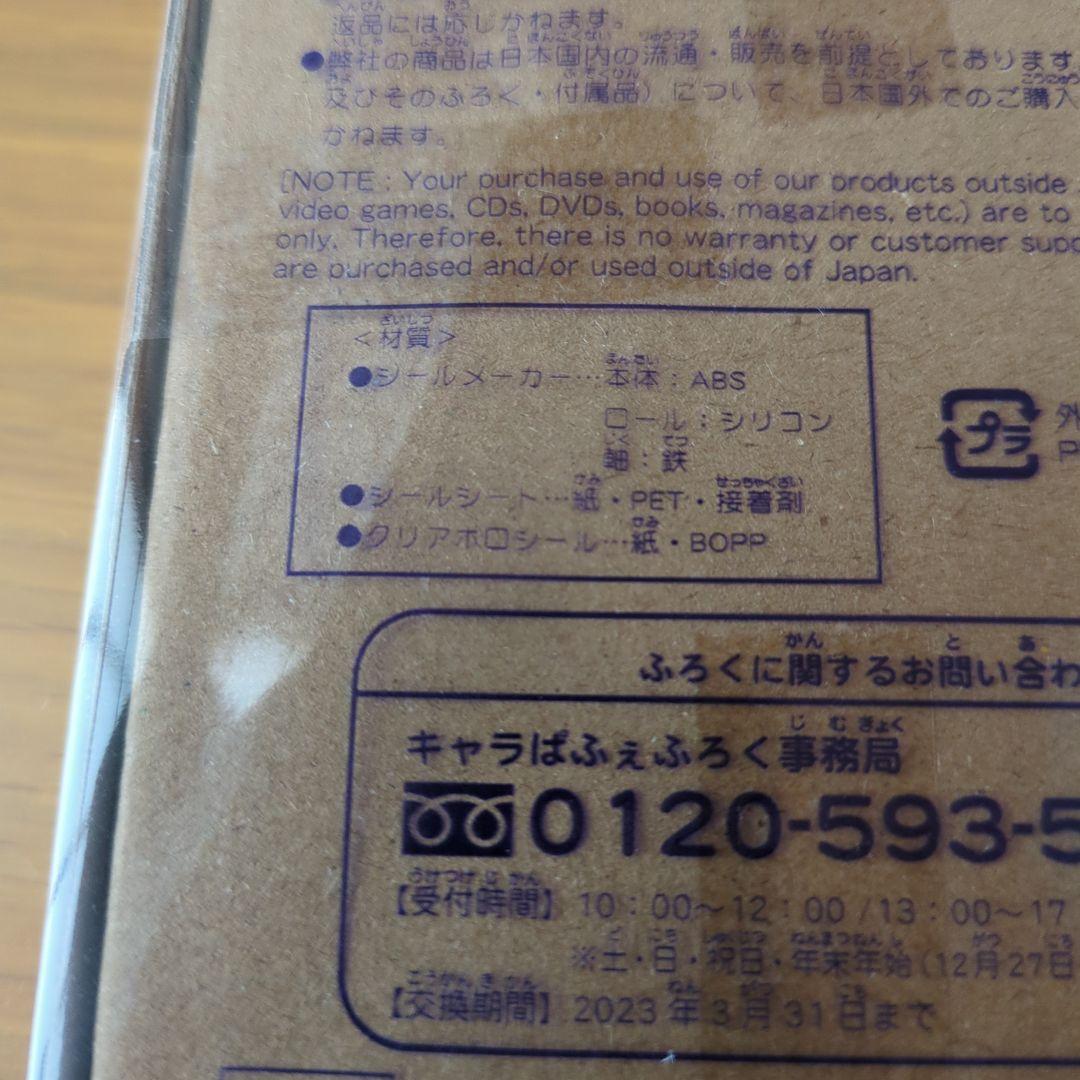 返品には応じかねます。
●弊社の商品は日本国内の流通・販売を前提としております。
及びそのふろく・付属品)について、日本国外でのご購入
かねます。
[NOTE : Your purchase and use of our products outside
video games, CDs, DVDs, books, magazines, etc.) are to
only. Therefore, there is no warranty or customer supp
are purchased and/or used outside of Japan.
＜材質＞
●シールメーカー…本体：ABS
ロール：シリコン
軸：鉄
●シールシート…紙・PET・接着剤
●クリアホロシール…紙・BOPP
プラ
外
P
ふろくに関するお問い合わ
キャラぱふぇふろく事務局
0120-593-5
【受付時間】 10：00〜12：00 /13：00〜17
※土・日・祝日・年末年始(12月27日
【交換期間】 2023年3月31日まで